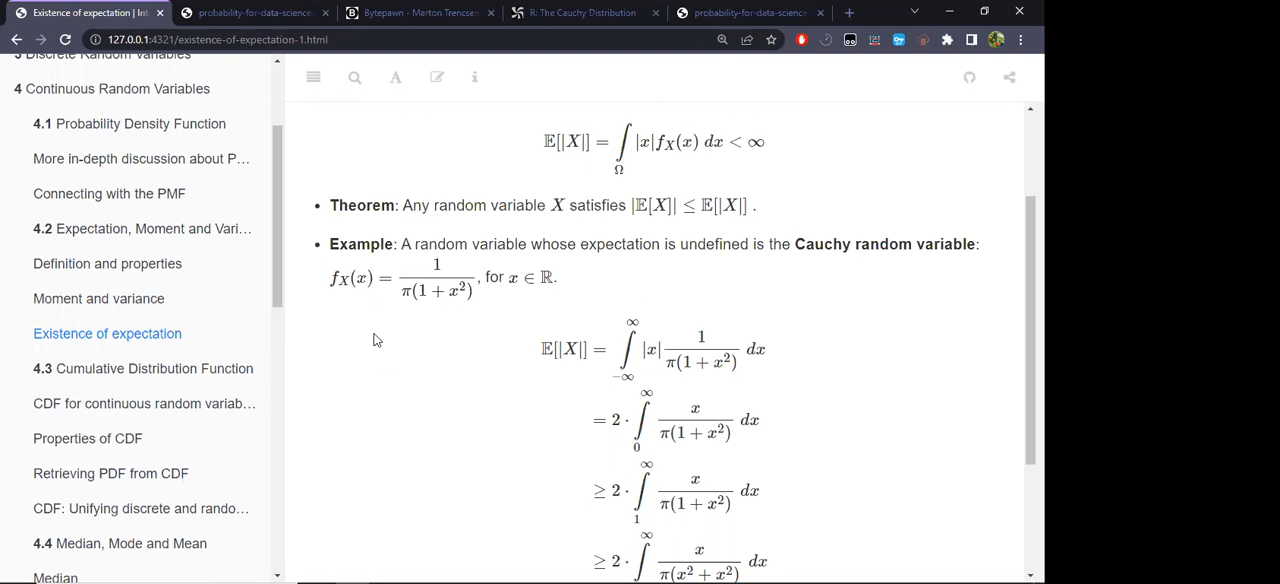 Existence of expectation | Int
probability-for-data-science
Bytepawn - Marton Trencsen
R: The Cauchy Distribution
probability-for-data-science
127.0.0.1:4321/existence-of-expectation-1.html
3 Discrete Random Variables
4 Continuous Random Variables
4.1 Probability Density Function
More in-depth discussion about P...
Connecting with the PMF
4.2 Expectation, Moment and Vari...
Definition and properties
Moment and variance
Existence of expectation
4.3 Cumulative Distribution Function
CDF for continuous random variab...
Properties of CDF
Retrieving PDF from CDF
CDF: Unifying discrete and rando...
4.4 Median, Mode and Mean
Median
𝔼[|X|] = ∫_Ω |x| f_X(x) dx < ∞
• Theorem: Any random variable X satisfies |𝔼[X]| ≤ 𝔼[|X|] .
• Example: A random variable whose expectation is undefined is the Cauchy random variable:
f_X(x) = 1 / π(1 + x²) , for x ∈ ℝ.
𝔼[|X|] = ∫_{-∞}^{∞} |x| 1 / π(1 + x²) dx
= 2 · ∫_0^∞ x / π(1 + x²) dx
≥ 2 · ∫_1^∞ x / π(1 + x²) dx
≥ 2 · ∫^∞ x / π(x² + x²) dx